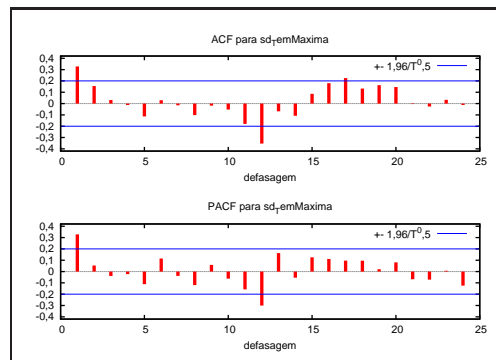 ACF para sd_TemMaxima
+- 1,96/T^0,5
0,4
0,3
0,2
0,1
0
-0,1
-0,2
-0,3
-0,4
0 5 10 15 20 25
defasagem
PACF para sd_TemMaxima
+- 1,96/T^0,5
0,4
0,3
0,2
0,1
0
-0,1
-0,2
-0,3
-0,4
0 5 10 15 20 25
defasagem